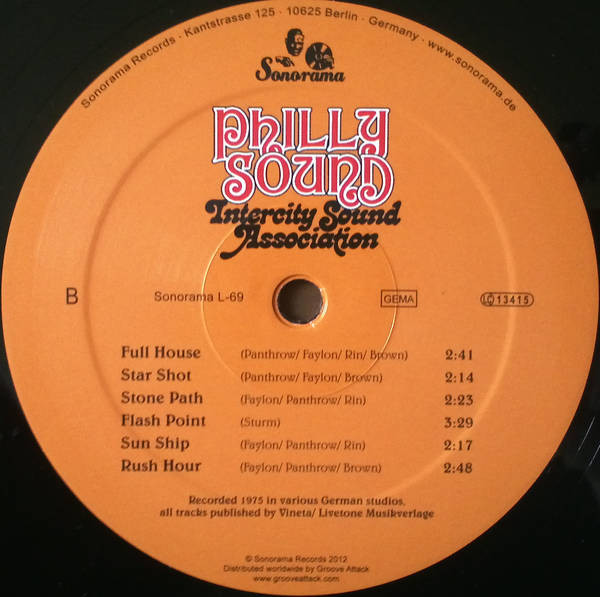 Sonorama Records · Kantstrasse 125 · 10625 Berlin · Germany · www.sonorama.de
Sonorama
PHILLY
SOUND
Intercity Sound
Association
B Sonorama L-69 GEMA LC 13415
Full House (Panthrow/ Faylon/ Rin/ Brown) 2:41
Star Shot (Panthrow/ Faylon/ Brown) 2:14
Stone Path (Faylon/ Panthrow/ Rin) 2:23
Flash Point (Sturm) 3:29
Sun Ship (Faylon/ Panthrow/ Rin) 2:17
Rush Hour (Faylon/ Panthrow/ Brown) 2:48
Recorded 1975 in various German studios,
all tracks published by Vineta/ Livetone Musikverlage
© Sonorama Records 2012
Distributed worldwide by Groove Attack
www.grooveattack.com